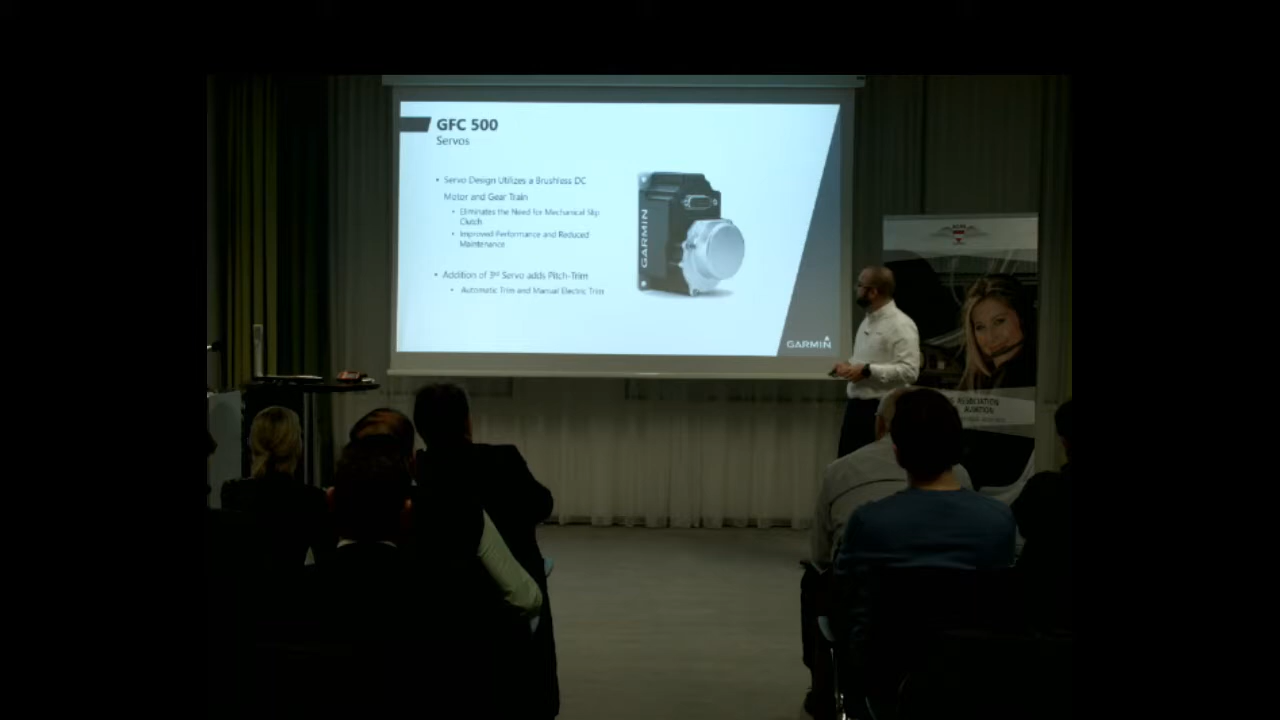 GFC 500
Servos
• Servo Design Utilizes a Brushless DC
Motor and Gear Train
• Eliminates the Need for Mechanical Slip
Clutch
• Improved Performance and Reduced
Maintenance
• Addition of 3rd Servo adds Pitch-Trim
• Automatic Trim and Manual Electric Trim
GARMIN
GARMIN
ASSOCIATION
AVIATION